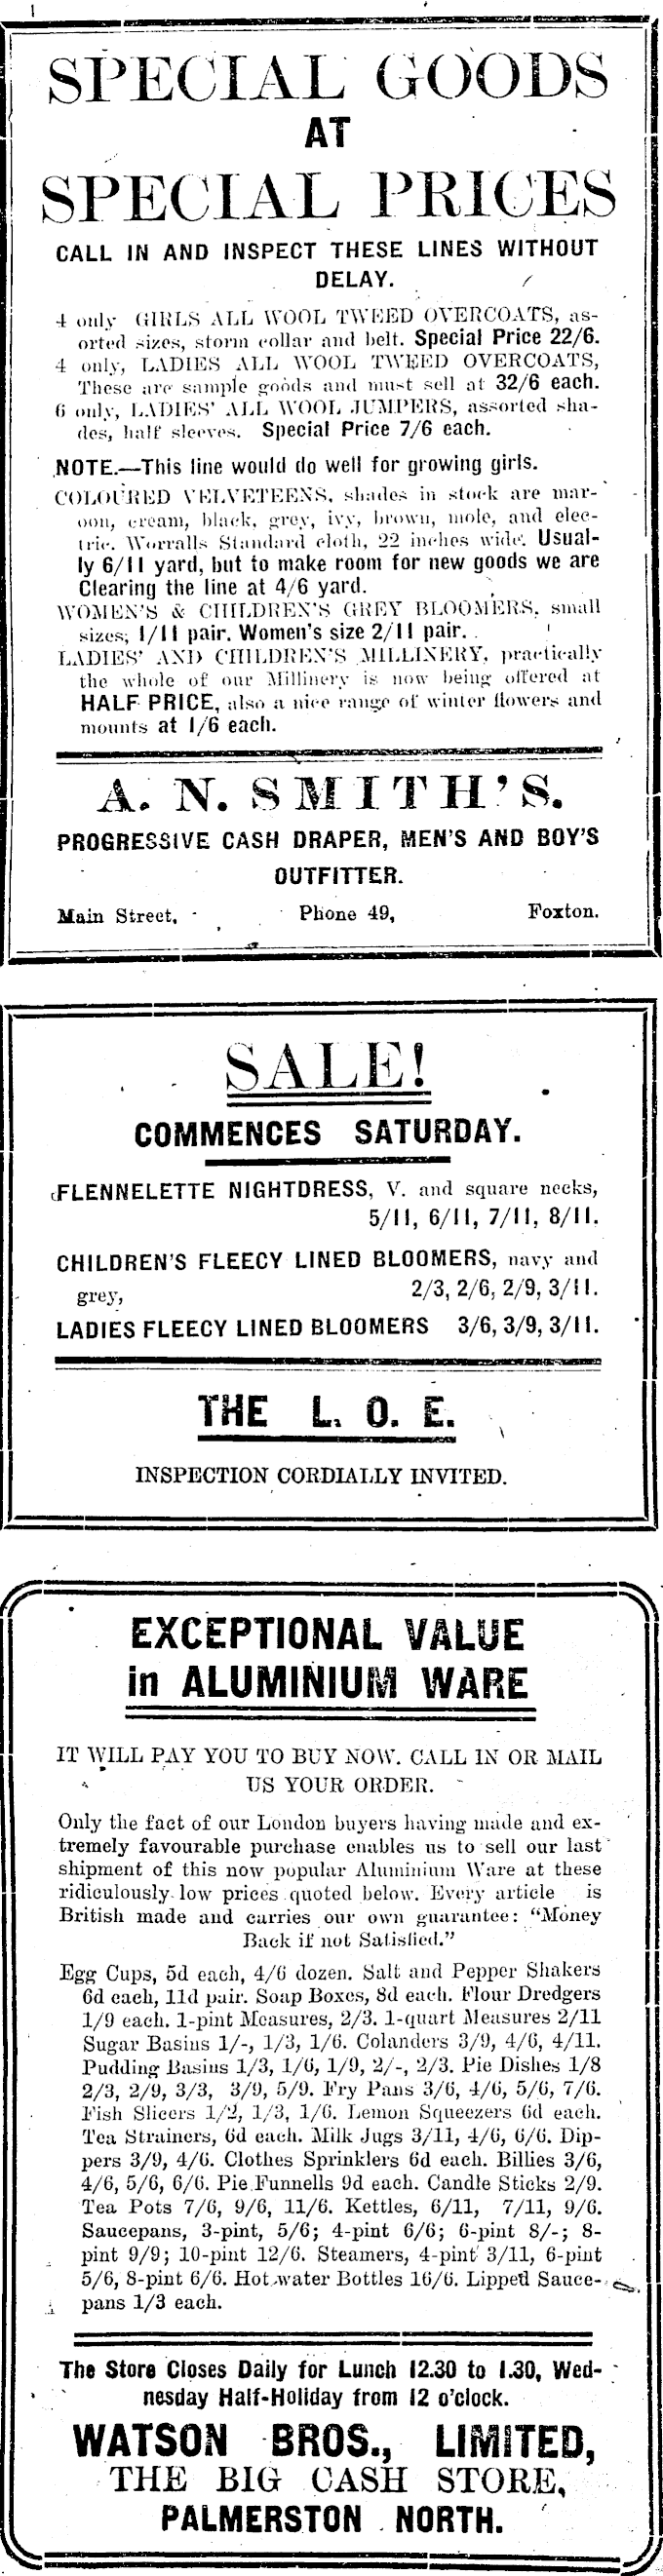 SPECIAL GOODS
AT
SPECIAL PRICES
CALL IN AND INSPECT THESE LINES WITHOUT
DELAY.
4 only GIRLS ALL WOOL TWEED OVERCOATS, as-
orted sizes, storm collar and belt. Special Price 22/6.
4 only, LADIES ALL WOOL TWEED OVERCOATS,
These are sample goods and must sell at 32/6 each.
6 only, LADIES' ALL WOOL JUMPERS, assorted sha-
des, half sleeves. Special Price 7/6 each.
NOTE.—This line would do well for growing girls.
COLOURED VELVETEENS, shades in stock are mar-
oon, cream, black, grey, ivy, brown, mole, and elec-
tric. Worralls Standard cloth, 22 inches wide. Usual-
ly 6/11 yard, but to make room for new goods we are
Clearing the line at 4/6 yard.
WOMEN'S & CHILDREN'S GREY BLOOMERS, small
sizes, 1/11 pair. Women's size 2/11 pair.
LADIES' AND CHILDREN'S MILLINERY, practically
the whole of our Millinery is now being offered at
HALF PRICE, also a nice range of winter flowers and
mounts at 1/6 each.
A. N. SMITH'S.
PROGRESSIVE CASH DRAPER, MEN'S AND BOY'S
OUTFITTER.
Main Street, Phone 49, Foxton.
SALE!
COMMENCES SATURDAY.
FLENNELETTE NIGHTDRESS, V. and square necks,
5/11, 6/11, 7/11, 8/11.
CHILDREN'S FLEECY LINED BLOOMERS, navy and
grey, 2/3, 2/6, 2/9, 3/11.
LADIES FLEECY LINED BLOOMERS 3/6, 3/9, 3/11.
THE L. O. E.
INSPECTION CORDIALLY INVITED.
EXCEPTIONAL VALUE
in ALUMINIUM WARE
IT WILL PAY YOU TO BUY NOW. CALL IN OR MAIL
US YOUR ORDER.
Only the fact of our London buyers having made and ex-
tremely favourable purchase enables us to sell our last
shipment of this now popular Aluminium Ware at these
ridiculously low prices quoted below. Every article is
British made and carries our own guarantee: "Money
Back if not Satisfied."
Egg Cups, 5d each, 4/6 dozen. Salt and Pepper Shakers
6d each, 11d pair. Soap Boxes, 8d each. Flour Dredgers
1/9 each. 1-pint Measures, 2/3. 1-quart Measures 2/11
Sugar Basins 1/-, 1/3, 1/6. Colanders 3/9, 4/6, 4/11.
Pudding Basins 1/3, 1/6, 1/9, 2/-, 2/3. Pie Dishes 1/8
2/3, 2/9, 3/3, 3/9, 5/9. Fry Pans 3/6, 4/6, 5/6, 7/6.
Fish Slicers 1/2, 1/3, 1/6. Lemon Squeezers 6d each.
Tea Strainers, 6d each. Milk Jugs 3/11, 4/6, 6/6. Dip-
pers 3/9, 4/6. Clothes Sprinklers 6d each. Billies 3/6,
4/6, 5/6, 6/6. Pie Funnells 9d each. Candle Sticks 2/9.
Tea Pots 7/6, 9/6, 11/6. Kettles, 6/11, 7/11, 9/6.
Saucepans, 3-pint, 5/6; 4-pint 6/6; 6-pint 8/-; 8-
pint 9/9; 10-pint 12/6. Steamers, 4-pint 3/11, 6-pint
5/6, 8-pint 6/6. Hot water Bottles 16/6. Lipped Sauce-
pans 1/3 each.
The Store Closes Daily for Lunch 12.30 to 1.30, Wed-
nesday Half-Holiday from 12 o'clock.
WATSON BROS., LIMITED,
THE BIG CASH STORE,
PALMERSTON NORTH.